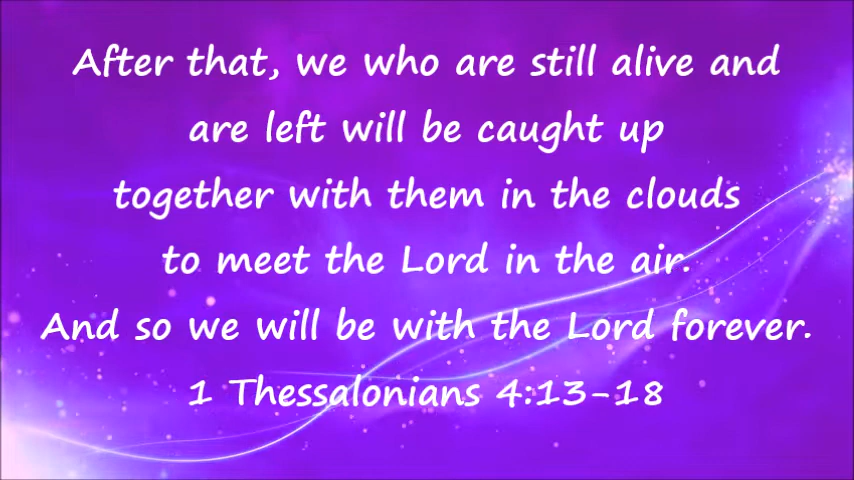 After that, we who are still alive and
are left will be caught up
together with them in the clouds
to meet the Lord in the air.
And so we will be with the Lord forever.
1 Thessalonians 4:13-18